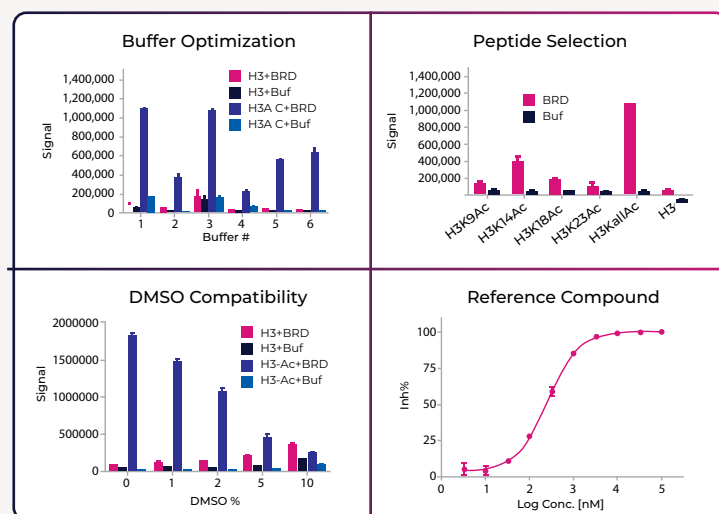 Buffer Optimization
1,400,000
1,200,000
1,000,000
800,000
600,000
400,000
200,000
0
Signal
H3+BRD
H3+Buf
H3A C+BRD
H3A C+Buf
1 2 3 4 5 6
Buffer #
Peptide Selection
1,400,000
1,200,000
1,000,000
800,000
600,000
400,000
200,000
Signal
BRD
Buf
H3K9Ac
H3K14Ac
H3K18Ac
H3K23Ac
H3KallAc
H3
DMSO Compatibility
2000000
1500000
1000000
500000
0
Signal
H3+BRD
H3+Buf
H3-Ac+BRD
H3-Ac+Buf
0 1 2 5 10
DMSO %
Reference Compound
100
75
50
25
0
Inh%
0 1 2 3 4 5
Log Conc. [nM]